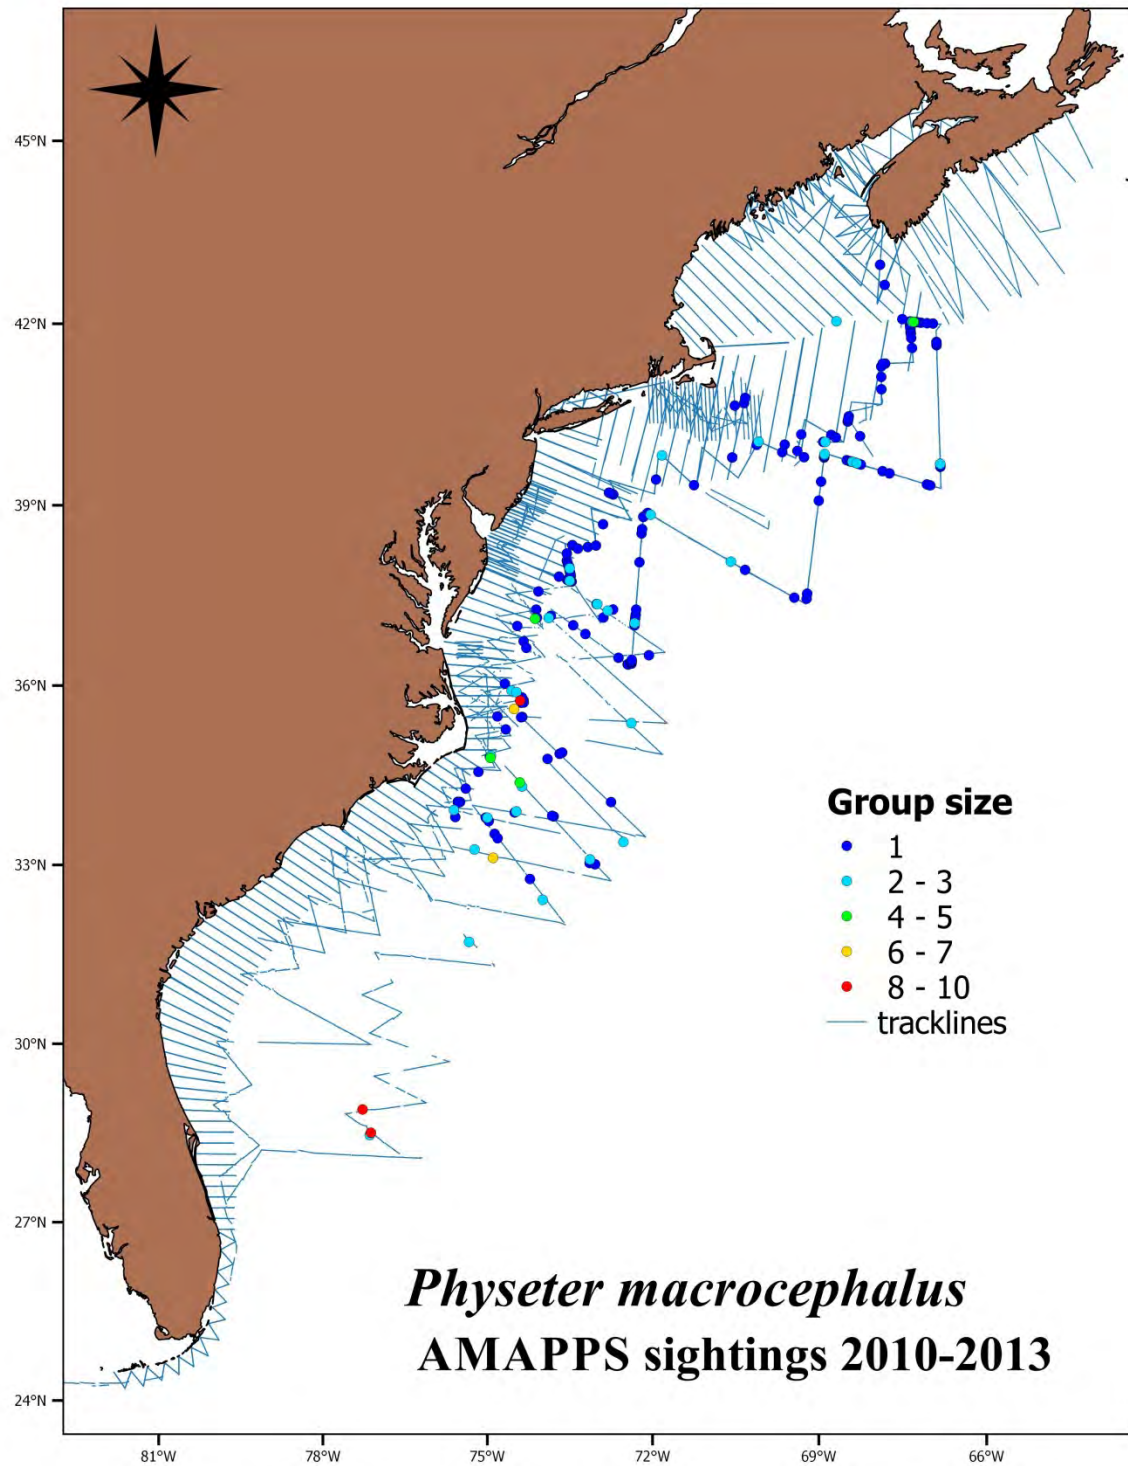 45°N
42°N
39°N
36°N
33°N
30°N
27°N
24°N
Group size
1
2 - 3
4 - 5
6 - 7
8 - 10
tracklines
Physeter macrocephalus
AMAPPS sightings 2010-2013
81°W 78°W 75°W 72°W 69°W 66°W